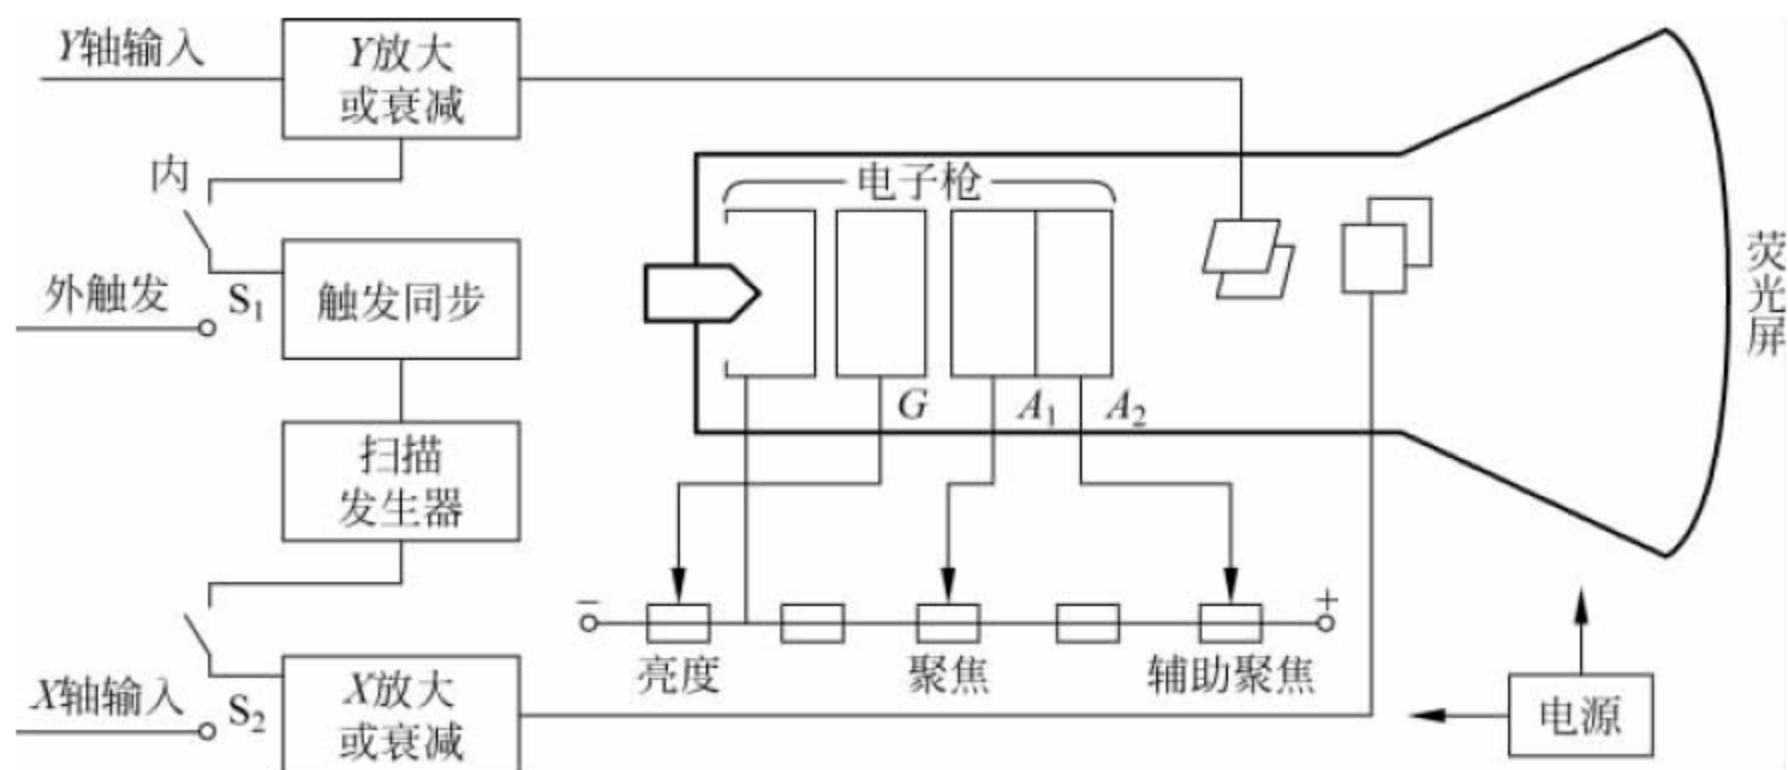 Y轴输入
Y放大
或衰减
内
电子枪
外触发
S1
触发同步
荧光屏
G
A1
A2
扫描
发生器
−
+
亮度
聚焦
辅助聚焦
X轴输入
S2
X放大
或衰减
电源